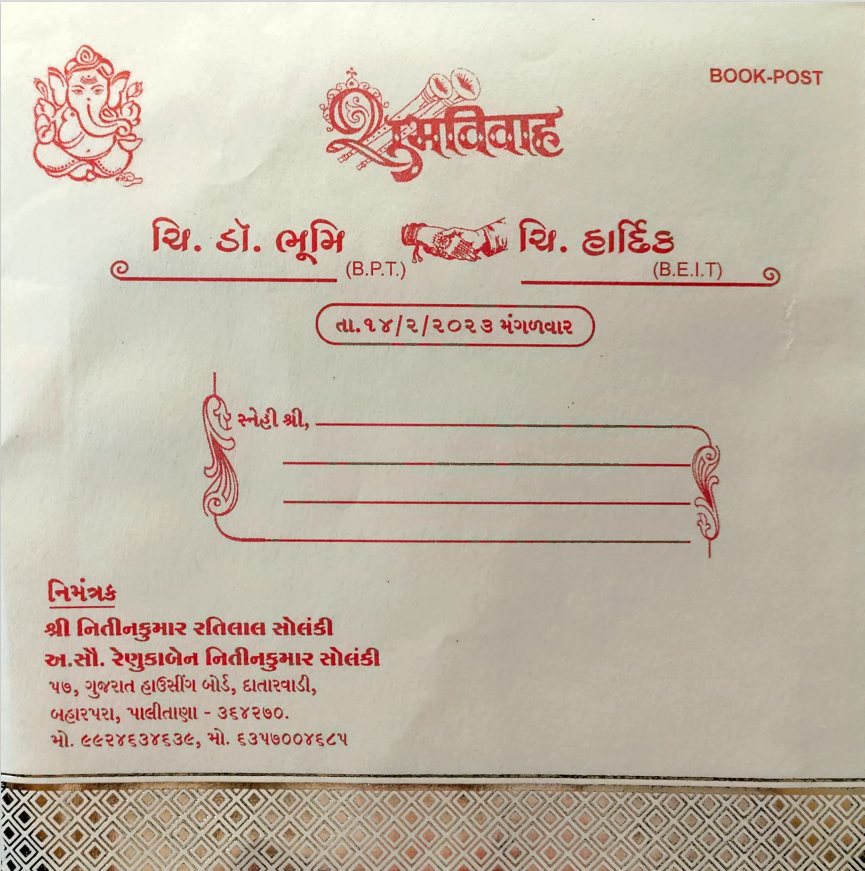 BOOK-POST
શુભવિવાહ
ચિ. ડૉ. ભૂમિ ચિ. હાર્દિક
(B.P.T.) (B.E.I.T)
તા.૧૪/૨/૨૦૨૩ મંગળવાર
સ્નેહી શ્રી,
નિમંત્રક
શ્રી નિતીનકુમાર રતિલાલ સોલંકી
અ.સૌ. રેણુકાબેન નિતીનકુમાર સોલંકી
૫૭, ગુજરાત હાઉસીંગ બોર્ડ, દાતારવાડી,
બહારપરા, પાલીતાણા - ૩૬૪૨૭૦.
મો. ૯૯૨૪૬૩૪૬૩૯, મો. ૬૩૫૭૦૦૪૬૮૫